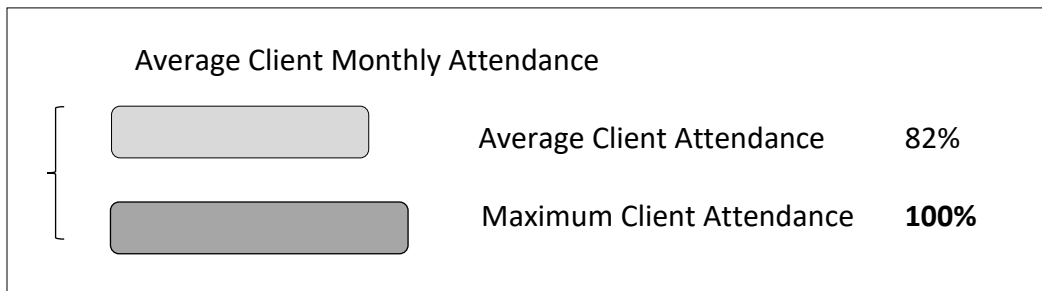 Average Client Monthly Attendance
Average Client Attendance 82%
Maximum Client Attendance 100%